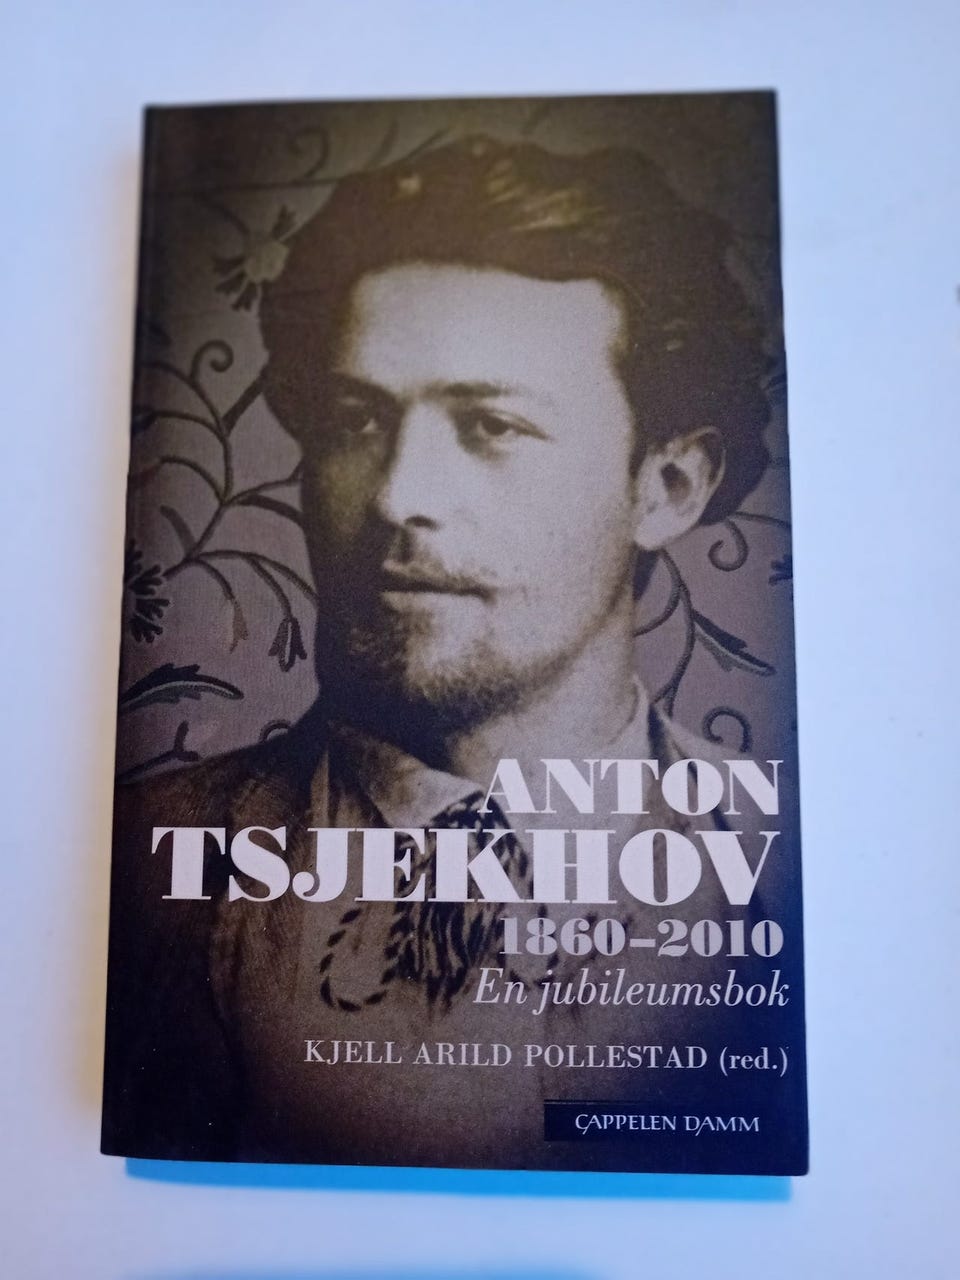 ANTON
TSJEKHOV
1860–2010
En jubileumsbok
KJELL ARILD POLLESTAD (red.)
CAPPELEN DAMM